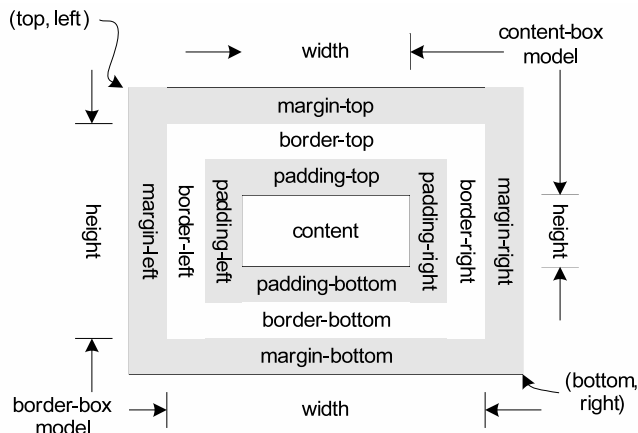 (top, left)
width
content-box
model
margin-top
border-top
padding-top
height
margin-left
border-left
padding-left
content
padding-right
border-right
margin-right
height
padding-bottom
border-bottom
margin-bottom
border-box
model
width
(bottom,
right)